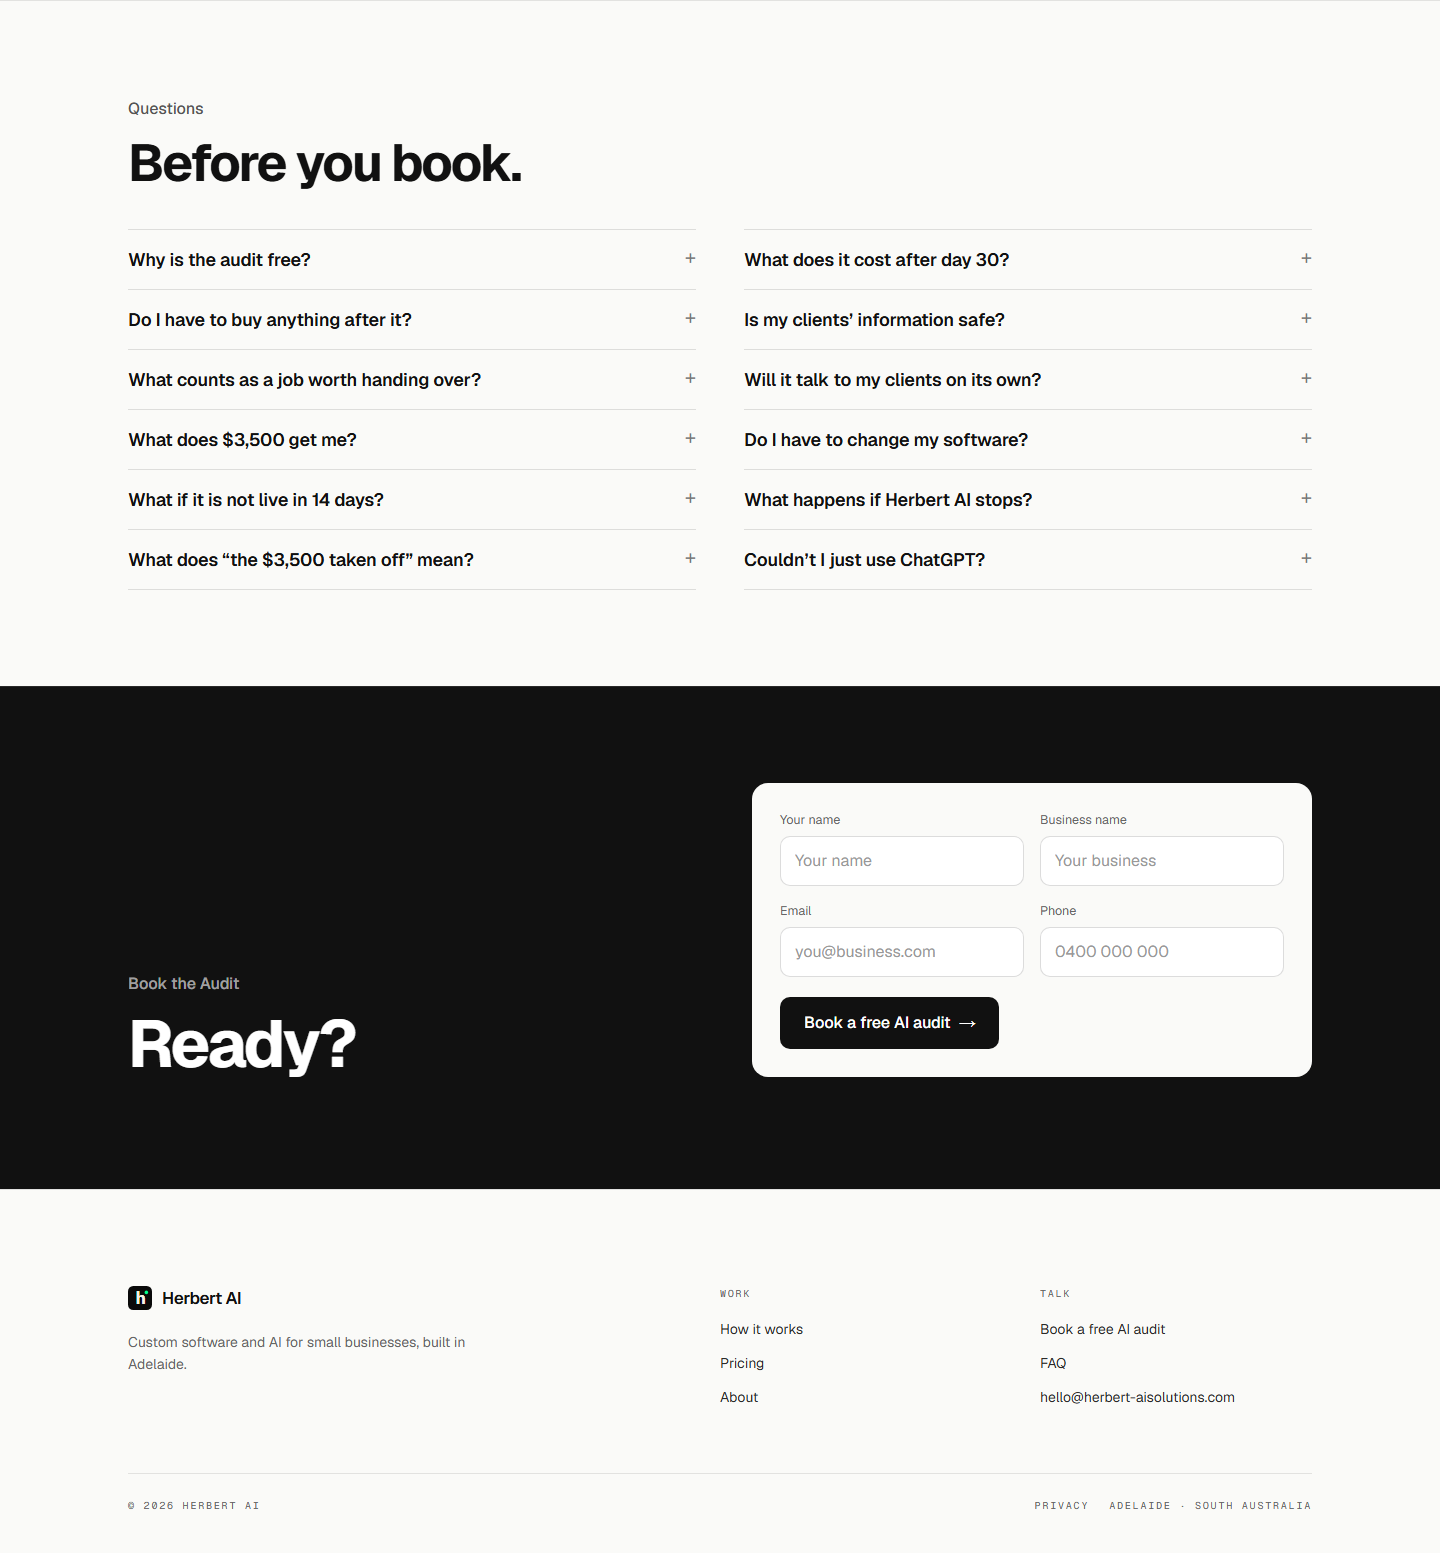 Questions
Before you book.
Why is the audit free?
+
Do I have to buy anything after it?
+
What counts as a job worth handing over?
+
What does $3,500 get me?
+
What if it is not live in 14 days?
+
What does “the $3,500 taken off” mean?
+
What does it cost after day 30?
+
Is my clients’ information safe?
+
Will it talk to my clients on its own?
+
Do I have to change my software?
+
What happens if Herbert AI stops?
+
Couldn’t I just use ChatGPT?
+
Book the Audit
Ready?
Your name
Your name
Business name
Your business
Email
you@business.com
Phone
0400 000 000
Book a free AI audit →
h
Herbert AI
Custom software and AI for small businesses, built in
Adelaide.
WORK
How it works
Pricing
About
TALK
Book a free AI audit
FAQ
hello@herbert-aisolutions.com
© 2026 HERBERT AI
PRIVACY ADELAIDE · SOUTH AUSTRALIA